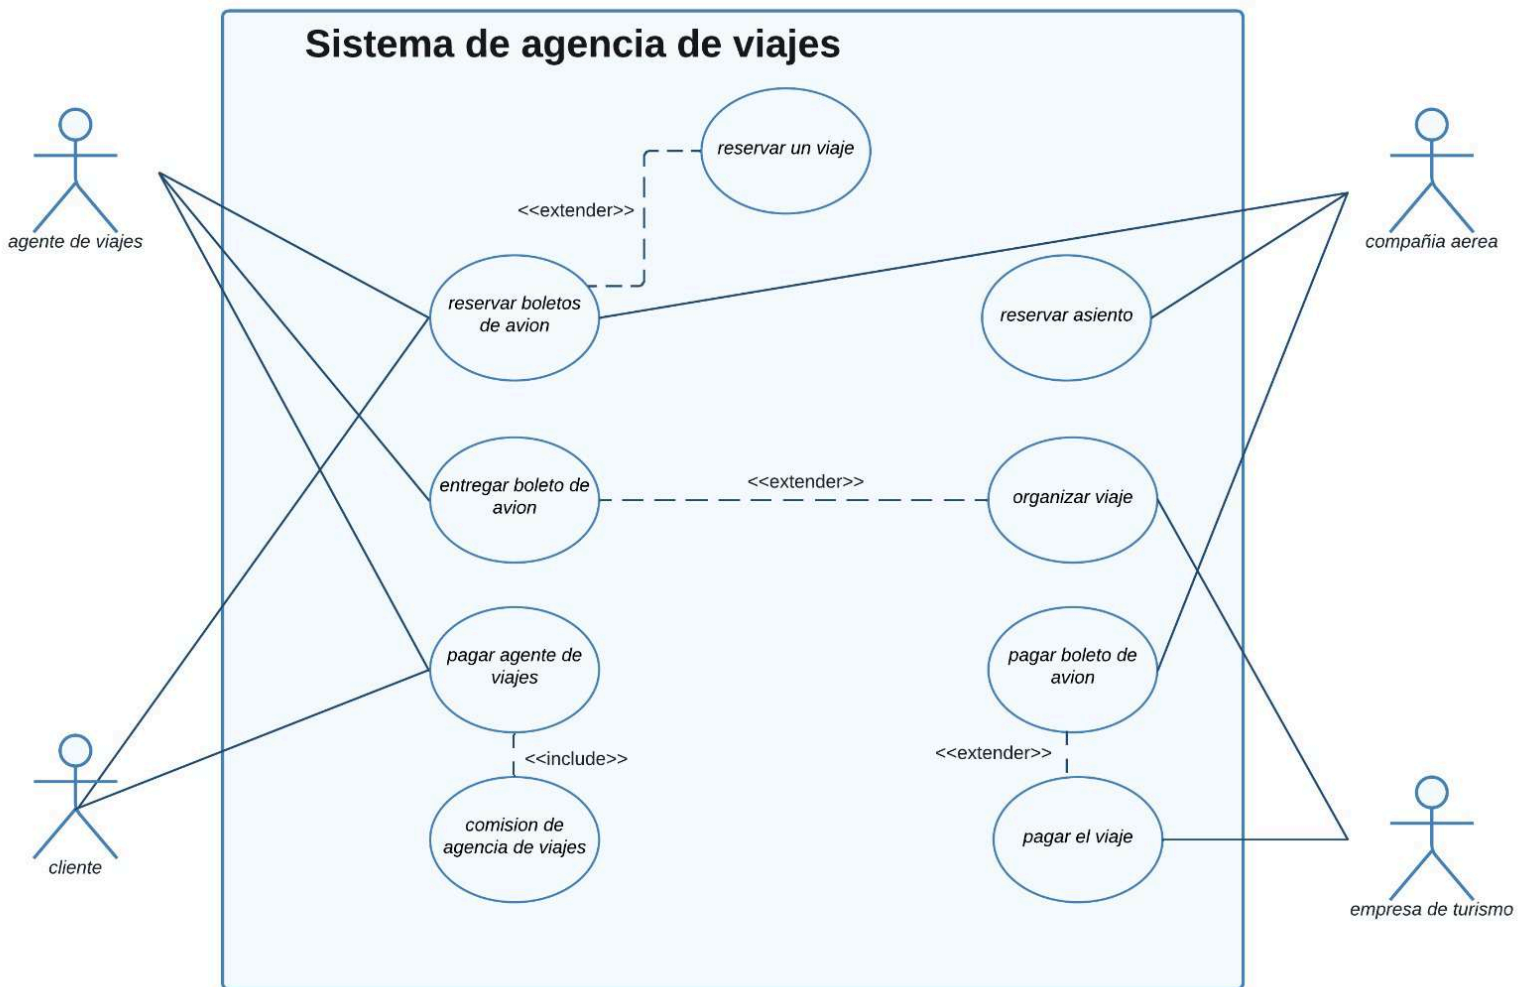 Sistema de agencia de viajes
reservar un viaje
<<extender>>
agente de viajes
compañia aerea
reservar boletos
de avion
reservar asiento
entregar boleto de
avion
<<extender>>
organizar viaje
pagar agente de
viajes
pagar boleto de
avion
<<include>>
<<extender>>
comision de
agencia de viajes
pagar el viaje
cliente
empresa de turismo